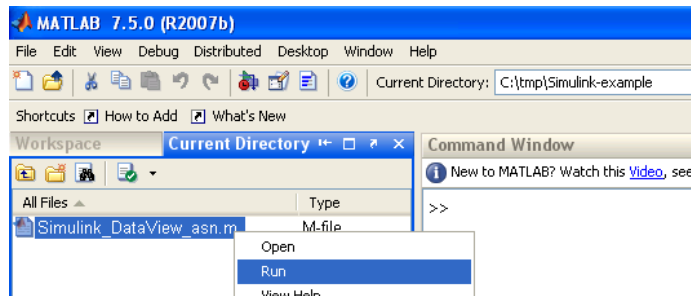 MATLAB 7.5.0 (R2007b)
File Edit View Debug Distributed Desktop Window Help
Current Directory: C:\tmp\Simulink-example
Shortcuts How to Add What's New
Workspace Current Directory Command Window
New to MATLAB? Watch this Video, see
All Files Type
>>
Simulink_DataView_asn.m M-file
Open
Run
View Help